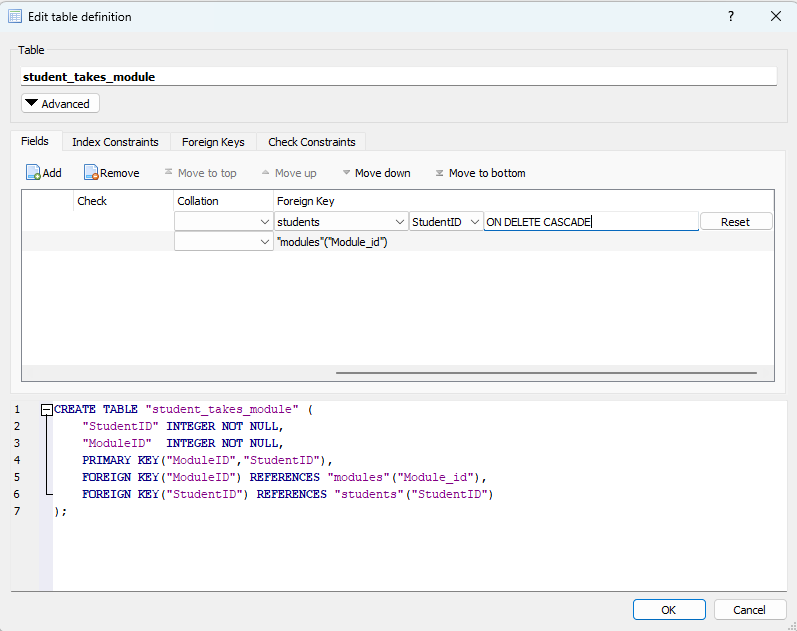 Edit table definition ?
Table
student_takes_module
Advanced
Fields Index Constraints Foreign Keys Check Constraints
Add Remove Move to top Move up Move down Move to bottom
Check Collation Foreign Key
students StudentID ON DELETE CASCADE Reset
"modules"("Module_id")
1 CREATE TABLE "student_takes_module" (
2 "StudentID" INTEGER NOT NULL,
3 "ModuleID" INTEGER NOT NULL,
4 PRIMARY KEY("ModuleID","StudentID"),
5 FOREIGN KEY("ModuleID") REFERENCES "modules"("Module_id"),
6 FOREIGN KEY("StudentID") REFERENCES "students"("StudentID")
7 );
OK Cancel